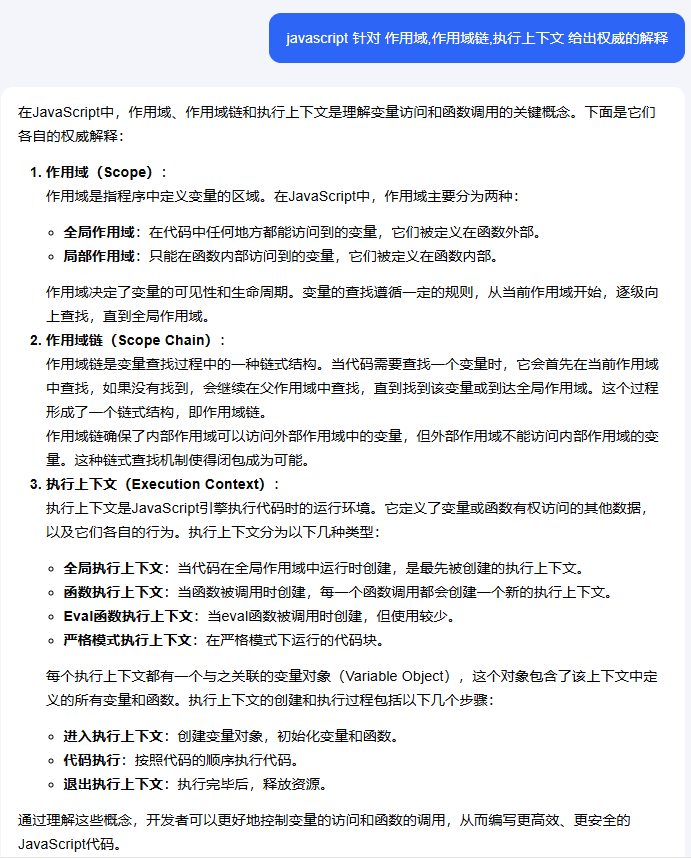 javascript 针对 作用域,作用域链,执行上下文 给出权威的解释
在JavaScript中，作用域、作用域链和执行上下文是理解变量访问和函数调用的关键概念。下面是它们
各自的权威解释：
1. 作用域（Scope）：
作用域是指程序中定义变量的区域。在JavaScript中，作用域主要分为两种：
全局作用域：在代码中任何地方都能访问到的变量，它们被定义在函数外部。
局部作用域：只能在函数内部访问到的变量，它们被定义在函数内部。
作用域决定了变量的可见性和生命周期。变量的查找遵循一定的规则，从当前作用域开始，逐级向
上查找，直到全局作用域。
2. 作用域链（Scope Chain）：
作用域链是变量查找过程中的一种链式结构。当代码需要查找一个变量时，它会首先在当前作用域
中查找，如果没有找到，会继续在父作用域中查找，直到找到该变量或到达全局作用域。这个过程
形成了一个链式结构，即作用域链。
作用域链确保了内部作用域可以访问外部作用域中的变量，但外部作用域不能访问内部作用域的变
量。这种链式查找机制使得闭包成为可能。
3. 执行上下文（Execution Context）：
执行上下文是JavaScript引擎执行代码时的运行环境。它定义了变量或函数有权访问的其他数据，
以及它们各自的行为。执行上下文分为以下几种类型：
全局执行上下文：当代码在全局作用域中运行时创建，是最先被创建的执行上下文。
函数执行上下文：当函数被调用时创建，每一个函数调用都会创建一个新的执行上下文。
Eval函数执行上下文：当eval函数被调用时创建，但使用较少。
严格模式执行上下文：在严格模式下运行的代码块。
每个执行上下文都有一个与之关联的变量对象（Variable Object），这个对象包含了该上下文中定
义的所有变量和函数。执行上下文的创建和执行过程包括以下几个步骤：
进入执行上下文：创建变量对象，初始化变量和函数。
代码执行：按照代码的顺序执行代码。
退出执行上下文：执行完毕后，释放资源。
通过理解这些概念，开发者可以更好地控制变量的访问和函数的调用，从而编写更高效、更安全的
JavaScript代码。